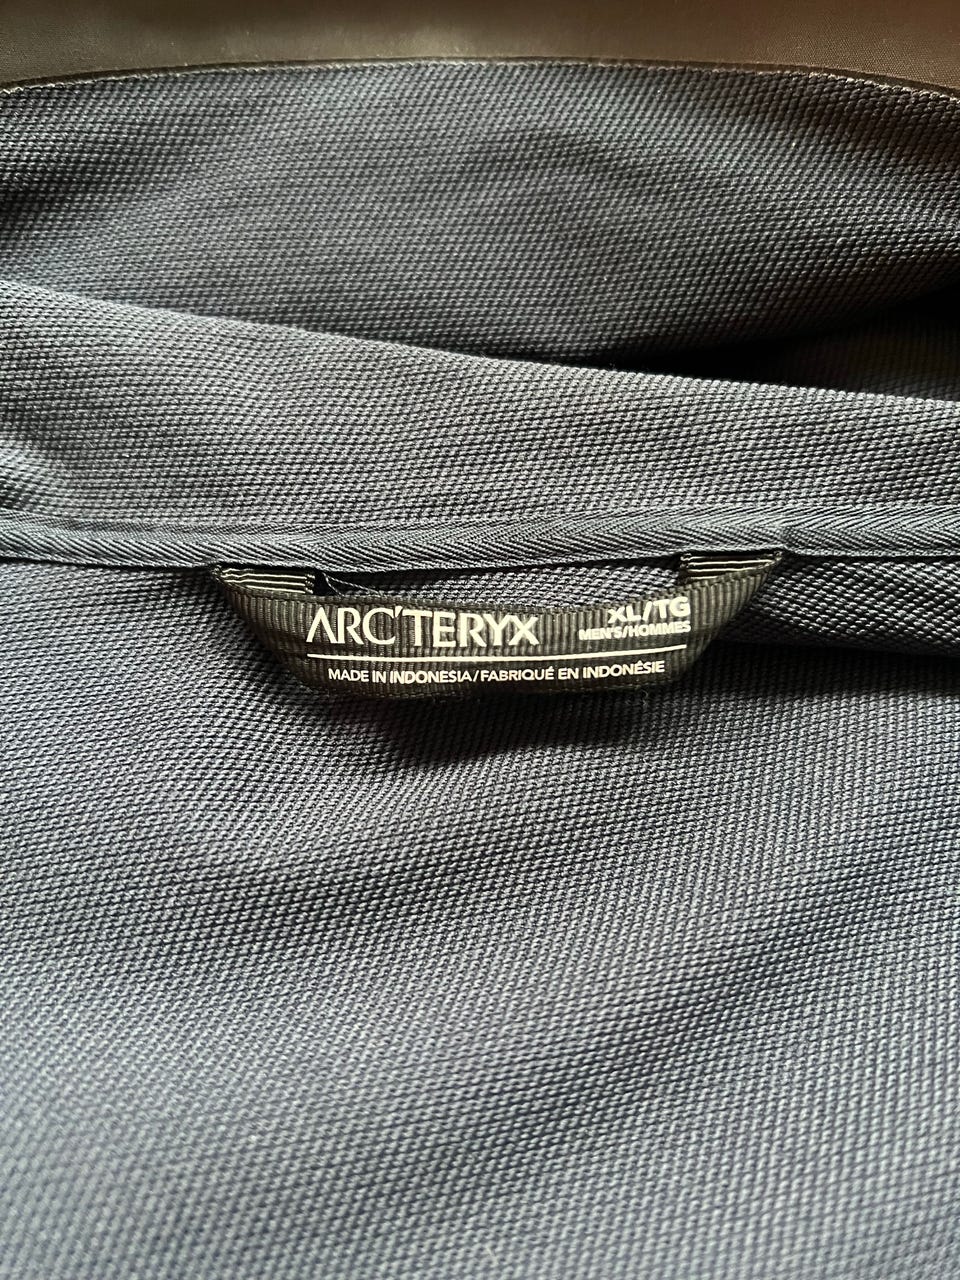 ARC'TERYX
XL/TG
MEN'S/HOMMES
MADE IN INDONESIA/FABRIQUÉ EN INDONÉSIE